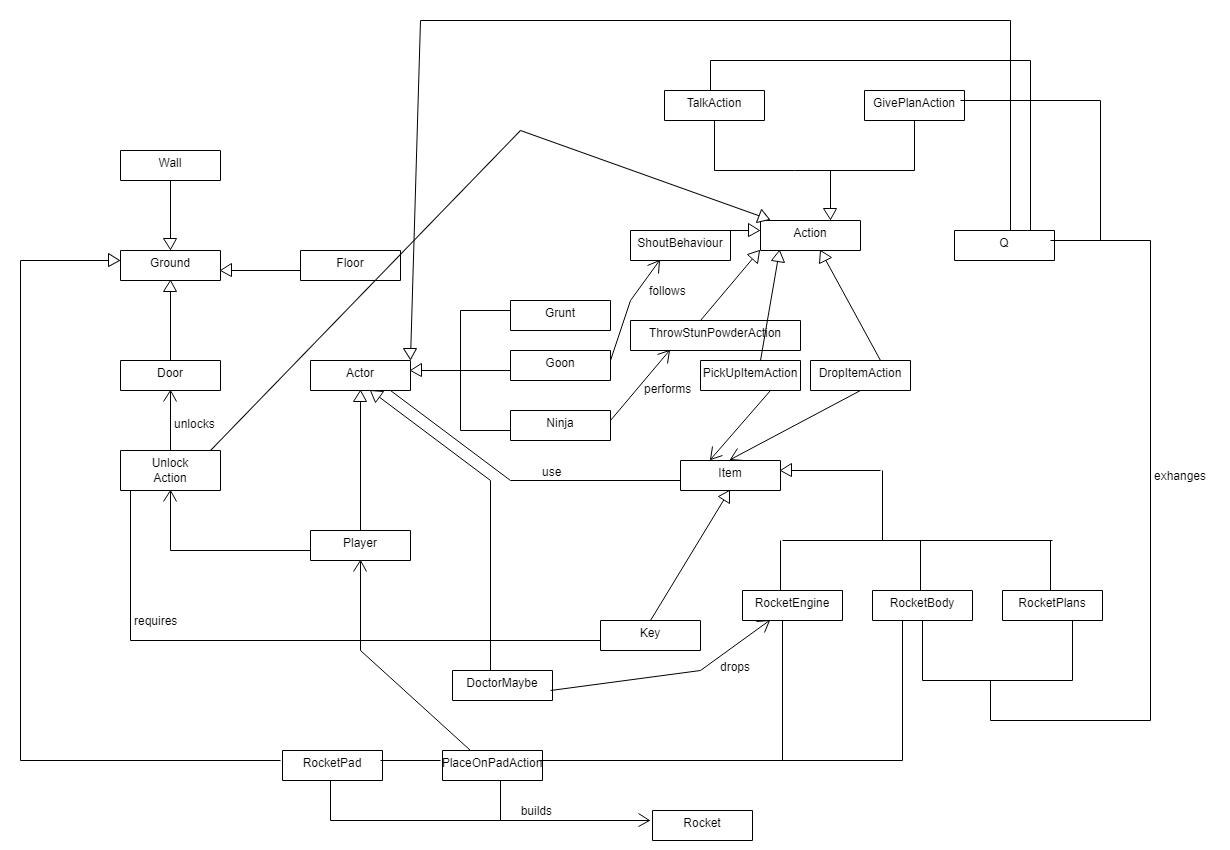 TalkAction
GivePlanAction
Wall
Action
ShoutBehaviour
Q
Ground
Floor
follows
Grunt
ThrowStunPowderAction
Goon
Door
Actor
PickUpItemAction
DropItemAction
performs
Ninja
unlocks
Unlock
Action
use
Item
exhanges
Player
RocketEngine
RocketBody
RocketPlans
requires
Key
drops
DoctorMaybe
RocketPad
PlaceOnPadAction
builds
Rocket